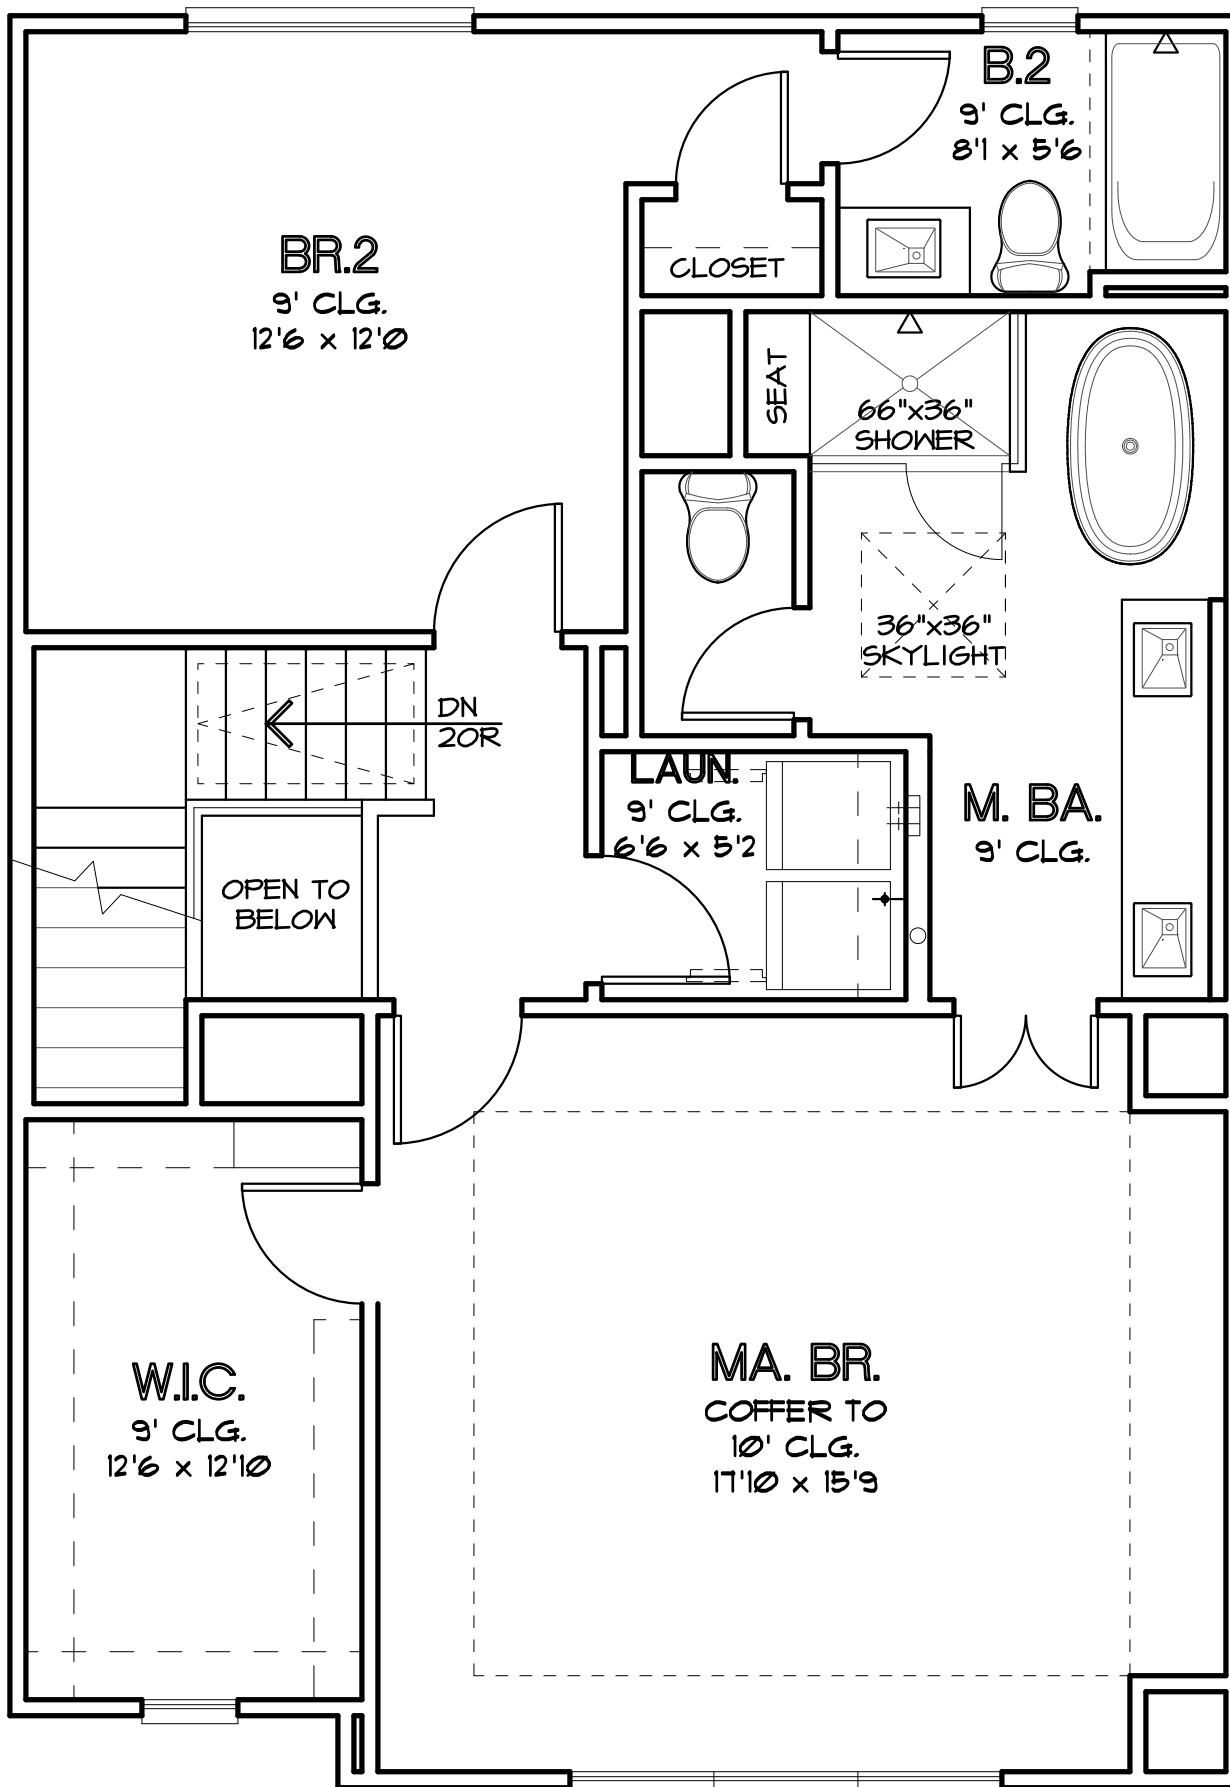 B.2
9' CLG.
8'1 x 5'6
BR.2
9' CLG.
12'6 x 12'0
CLOSET
SEAT
66"x36"
SHOWER
36"x36"
SKYLIGHT
DN
20R
LAUN.
9' CLG.
6'6 x 5'2
M. BA.
9' CLG.
OPEN TO
BELOW
W.I.C.
9' CLG.
12'6 x 12'10
MA. BR.
COFFER TO
10' CLG.
17'10 x 15'9